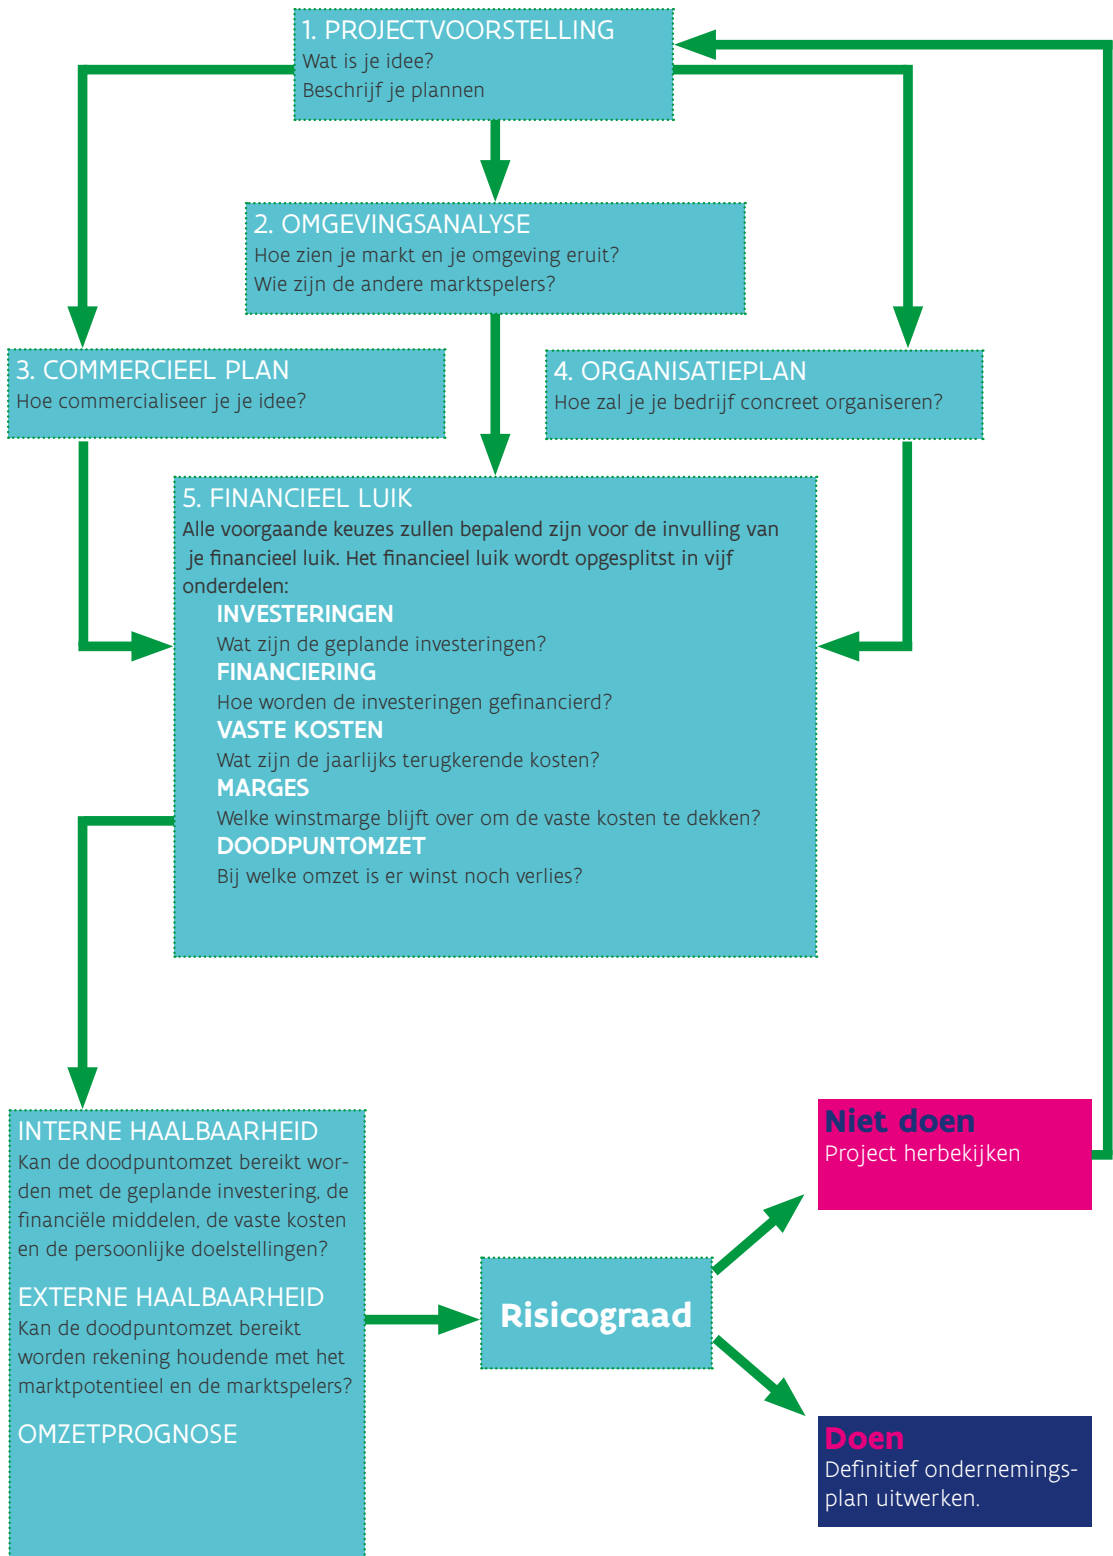 1. PROJECTVOORSTELLING
Wat is je idee?
Beschrijf je plannen
2. OMGEVINGSANALYSE
Hoe zien je markt en je omgeving eruit?
Wie zijn de andere marktspelers?
3. COMMERCIEEL PLAN
Hoe commercialiseer je je idee?
4. ORGANISATIEPLAN
Hoe zal je je bedrijf concreet organiseren?
5. FINANCIEEL LUIK
Alle voorgaande keuzes zullen bepalend zijn voor de invulling van
je financieel luik. Het financieel luik wordt opgesplitst in vijf
onderdelen:
INVESTERINGEN
Wat zijn de geplande investeringen?
FINANCIERING
Hoe worden de investeringen gefinancierd?
VASTE KOSTEN
Wat zijn de jaarlijks terugkerende kosten?
MARGES
Welke winstmarge blijft over om de vaste kosten te dekken?
DOODPUNTOMZET
Bij welke omzet is er winst noch verlies?
INTERNE HAALBAARHEID
Kan de doodpuntomzet bereikt wor-
den met de geplande investering, de
financiële middelen, de vaste kosten
en de persoonlijke doelstellingen?
EXTERNE HAALBAARHEID
Kan de doodpuntomzet bereikt
worden rekening houdende met het
marktpotentieel en de marktspelers?
OMZETPROGNOSE
Risicograad
Niet doen
Project herbekijken
Doen
Definitief ondernemings-
plan uitwerken.